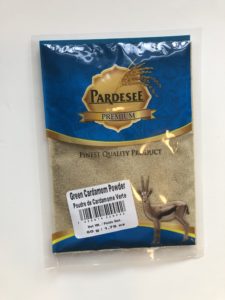 PARDESEE
PREMIUM
FINEST QUALITY PRODUCT
Green Cardamom Powder
Poudre de Cardamome Verte
50 g / 1.76 oz